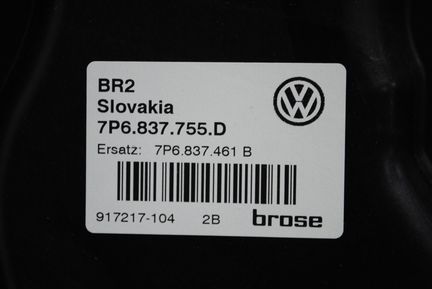 BR2
Slovakia
7P6.837.755.D
Ersatz: 7P6.837.461 B
917217-104 2B brose